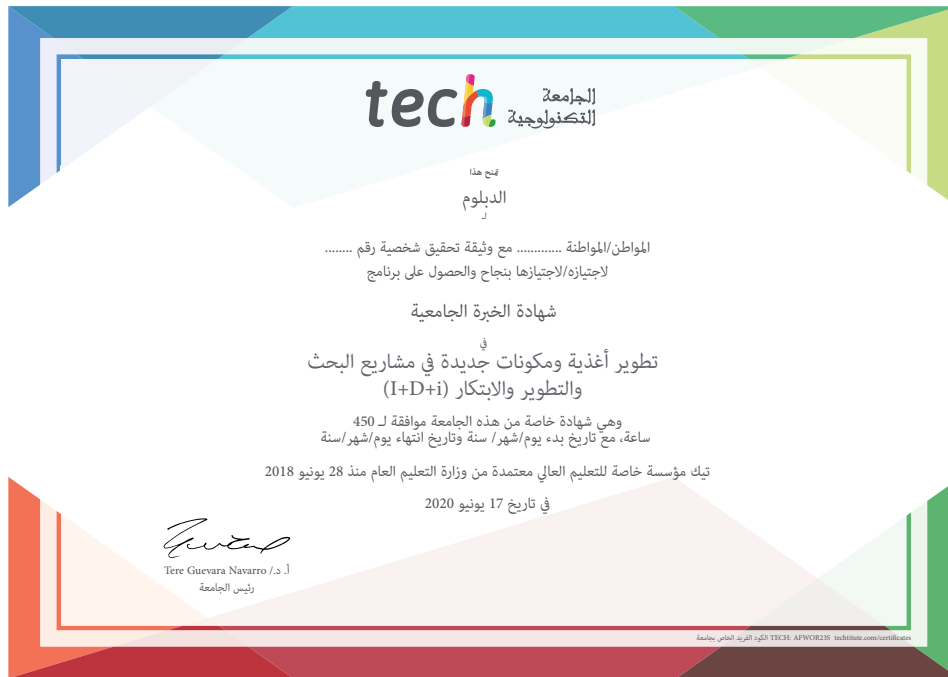 tech الجامعة
التكنولوجية
يمنح هذا
الدبلوم
لـ
المواطن/المواطنة ............. مع وثيقة تحقيق شخصية رقم ........
لاجتيازه/لاجتيازها بنجاح والحصول على برنامج
شهادة الخبرة الجامعية
في
تطوير أغذية ومكونات جديدة في مشاريع البحث
والتطوير والابتكار (I+D+i)
وهي شهادة خاصة من هذه الجامعة موافقة لـ 450
ساعة، مع تاريخ بدء يوم/شهر/ سنة وتاريخ انتهاء يوم/شهر/سنة
تيك مؤسسة خاصة للتعليم العالي معتمدة من وزارة التعليم العام منذ 28 يونيو 2018
في تاريخ 17 يونيو 2020
أ. د./ Tere Guevara Navarro
رئيس الجامعة
الكود الفريد الخاص بجامعة TECH: AFWOR23S techtitute.com/certificates